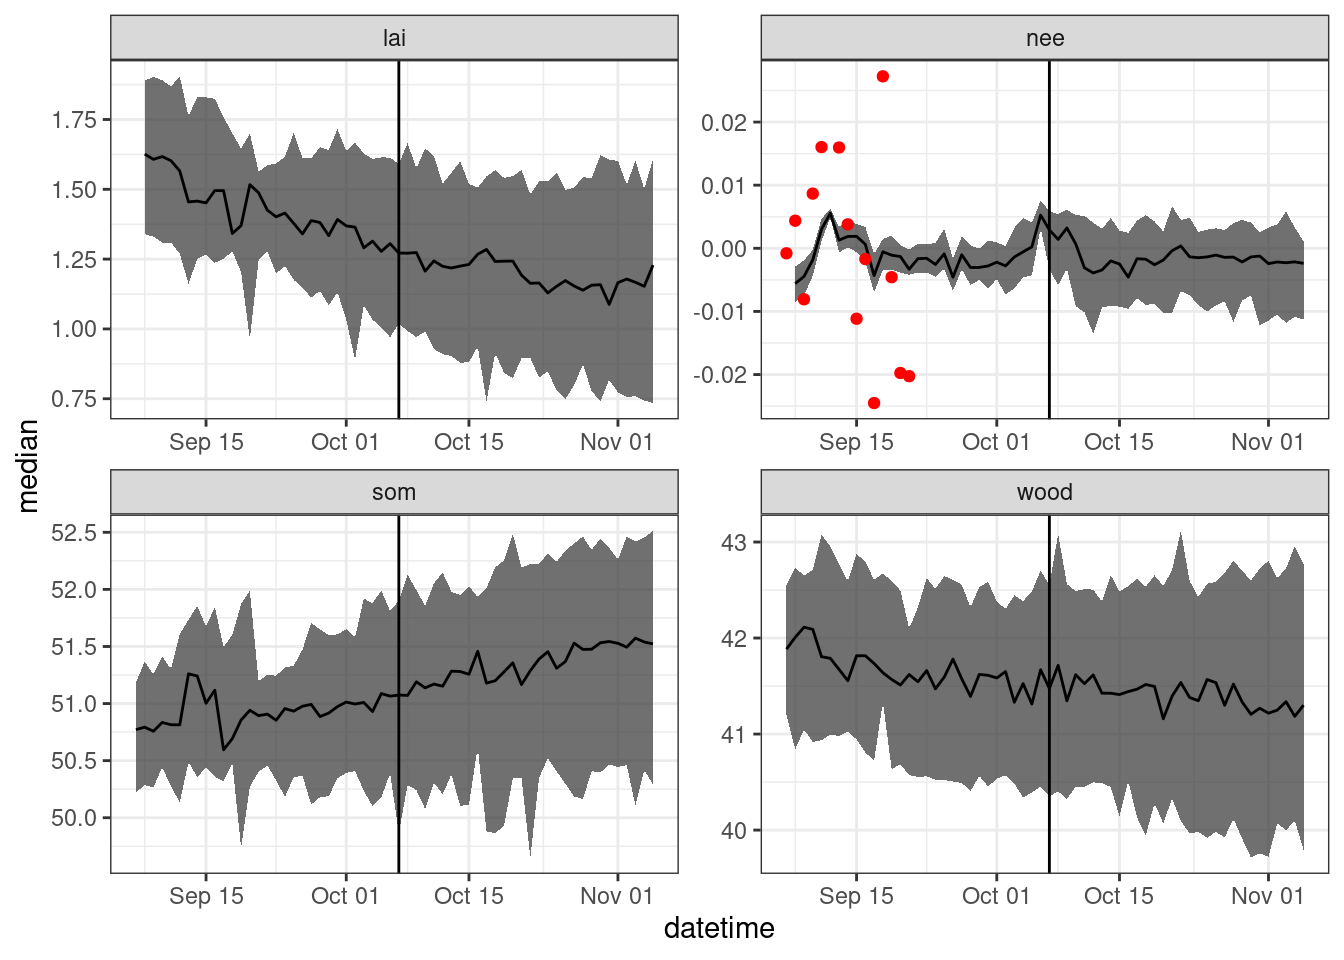 lai
nee
1.75
1.50
1.25
1.00
0.75
0.02
0.01
0.00
-0.01
-0.02
Sep 15 Oct 01 Oct 15 Nov 01
Sep 15 Oct 01 Oct 15 Nov 01
median
som
wood
52.5
52.0
51.5
51.0
50.5
50.0
43
42
41
40
Sep 15 Oct 01 Oct 15 Nov 01
Sep 15 Oct 01 Oct 15 Nov 01
datetime